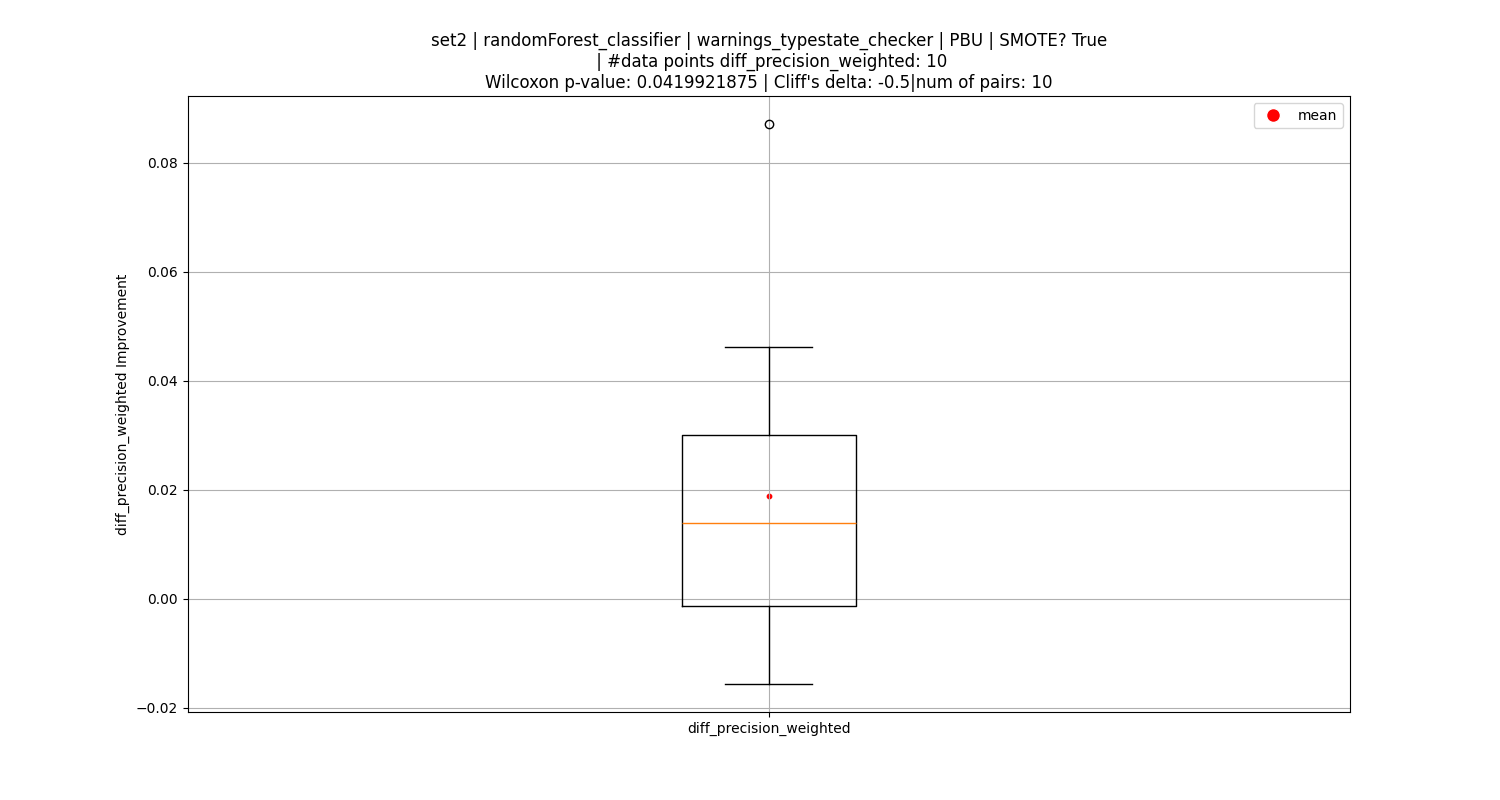 set2 | randomForest_classifier | warnings_typestate_checker | PBU | SMOTE? True
| #data points diff_precision_weighted: 10
Wilcoxon p-value: 0.0419921875 | Cliff's delta: -0.5|num of pairs: 10
mean
0.08
0.06
0.04
0.02
0.00
−0.02
diff_precision_weighted Improvement
diff_precision_weighted